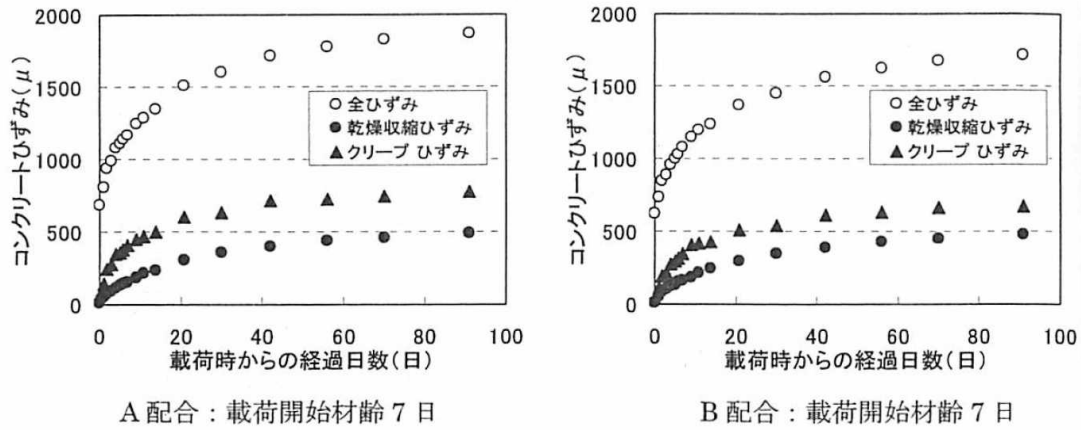 コンクリートひずみ(μ)
2000
1500
1000
500
0
○ 全ひずみ
● 乾燥収縮ひずみ
▲ クリープ ひずみ
0 20 40 60 80 100
載荷時からの経過日数(日)
A 配合：載荷開始材齢 7 日
コンクリートひずみ(μ)
2000
1500
1000
500
0
○ 全ひずみ
● 乾燥収縮ひずみ
▲ クリープ ひずみ
0 20 40 60 80 100
載荷時からの経過日数(日)
B 配合：載荷開始材齢 7 日